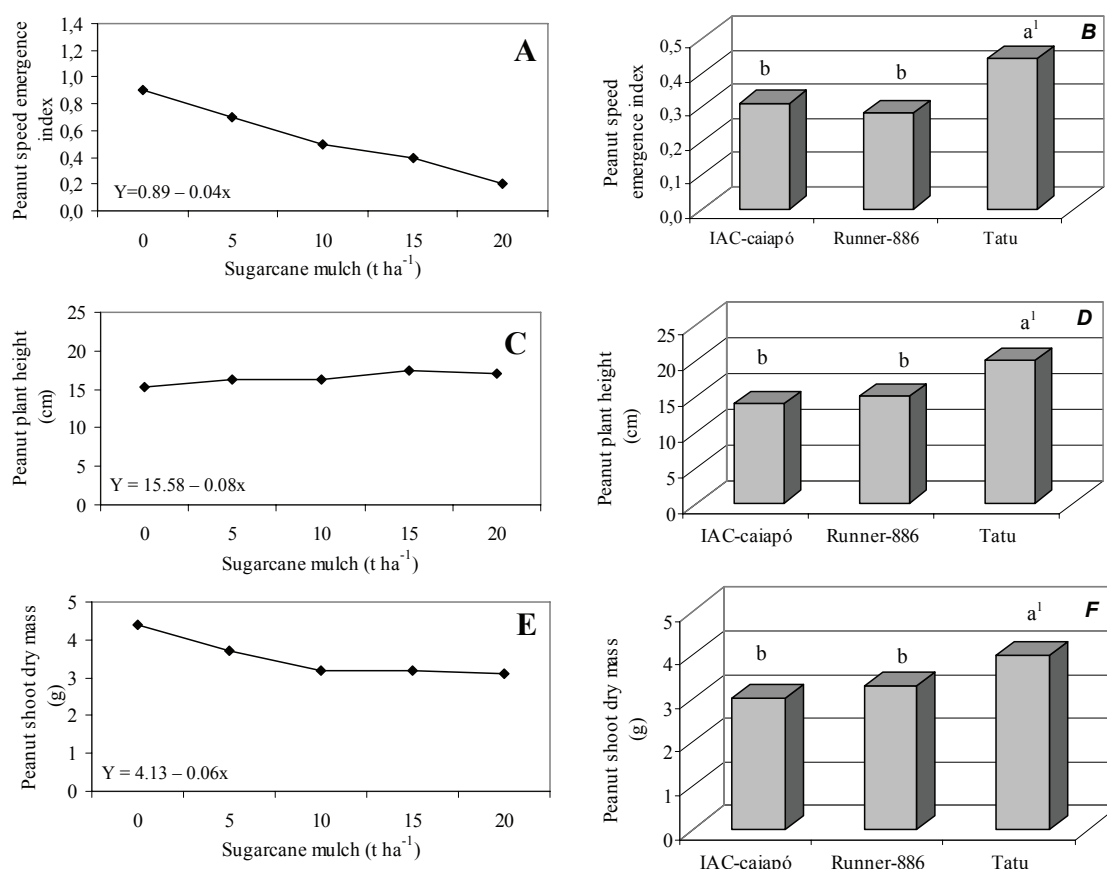 A
Peanut speed emergence
index
1,4
1,2
1,0
0,8
0,6
0,4
0,2
0,0
Y=0.89 – 0.04x
0 5 10 15 20
Sugarcane mulch (t ha⁻¹)
B
Peanut speed
emergence index
0,5
0,4
0,3
0,2
0,1
0,0
b b a¹
IAC-caiapó Runner-886 Tatu
C
Peanut plant height
(cm)
25
20
15
10
5
0
Y = 15.58 – 0.08x
0 5 10 15 20
Sugarcane mulch (t ha⁻¹)
D
Peanut plant height
(cm)
25
20
15
10
5
0
b b a¹
IAC-caiapó Runner-886 Tatu
E
Peanut shoot dry mass
(g)
5
4
3
2
1
0
Y = 4.13 – 0.06x
0 5 10 15 20
Sugarcane mulch (t ha⁻¹)
F
Peanut shoot dry mass
(g)
5
4
3
2
1
0
b b a¹
IAC-caiapó Runner-886 Tatu